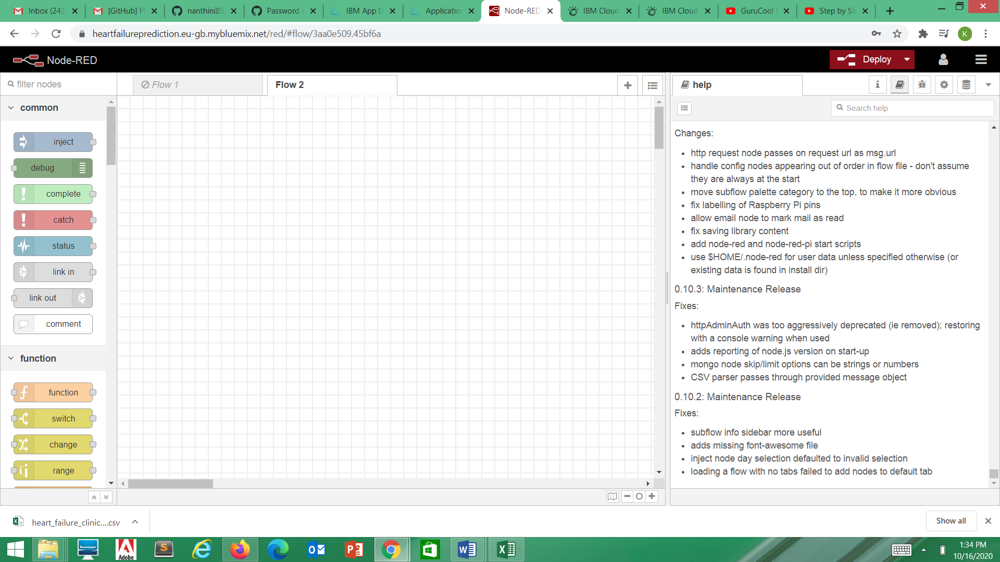 Inbox (243
[GitHub] Pl
nanthini85
Password s
IBM App D
Application
Node-RED
IBM Cloud
IBM Cloud
GuruCool
Step by Ste
heartfailureprediction.eu-gb.mybluemix.net/red/#flow/3aa0e509.45bf6a
K
Node-RED
Deploy
filter nodes
Flow 1
Flow 2
help
Search help
common
inject
debug
complete
catch
status
link in
link out
comment
function
function
switch
change
range
Changes:
http request node passes on request url as msg.url
handle config nodes appearing out of order in flow file - don't assume
they are always at the start
move subflow palette category to the top, to make it more obvious
fix labelling of Raspberry Pi pins
allow email node to mark mail as read
fix saving library content
add node-red and node-red-pi start scripts
use $HOME/.node-red for user data unless specified otherwise (or
existing data is found in install dir)
0.10.3: Maintenance Release
Fixes:
httpAdminAuth was too aggressively deprecated (ie removed); restoring
with a console warning when used
adds reporting of node.js version on start-up
mongo node skip/limit options can be strings or numbers
CSV parser passes through provided message object
0.10.2: Maintenance Release
Fixes:
subflow info sidebar more useful
adds missing font-awesome file
inject node day selection defaulted to invalid selection
loading a flow with no tabs failed to add nodes to default tab
heart_failure_clinic....csv
Show all
Adobe
1:34 PM
10/16/2020